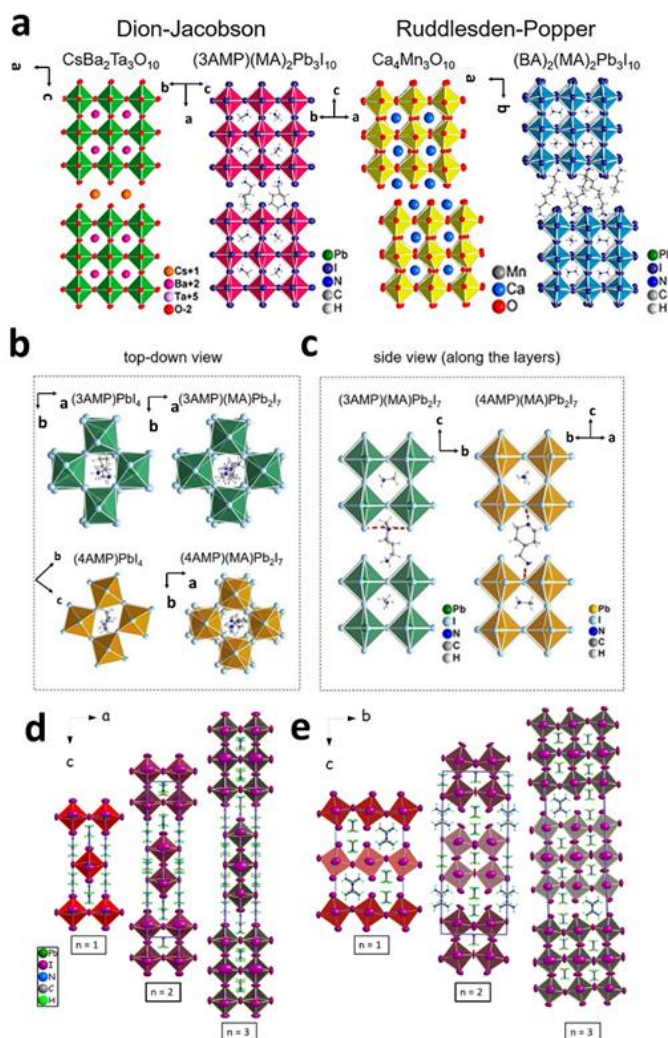 a
Dion-Jacobson
Ruddlesden-Popper
CsBa2Ta3O10
(3AMP)(MA)2Pb3I10
Ca4Mn3O10
(BA)2(MA)2Pb3I10
a
c
b
c
a
c
b
a
a
b
Cs+1
Ba+2
Ta+5
O-2
Pb
I
N
C
H
Mn
Ca
O
Pb
I
N
C
H
b
top-down view
(3AMP)PbI4
(3AMP)(MA)Pb2I7
a
b
a
b
(4AMP)PbI4
(4AMP)(MA)Pb2I7
b
c
a
b
c
side view (along the layers)
(3AMP)(MA)Pb2I7
(4AMP)(MA)Pb2I7
c
b
c
b
a
Pb
I
N
C
H
Pb
I
N
C
H
d
a
c
n = 1
n = 2
n = 3
Pb
I
N
C
H
e
b
c
n = 1
n = 2
n = 3